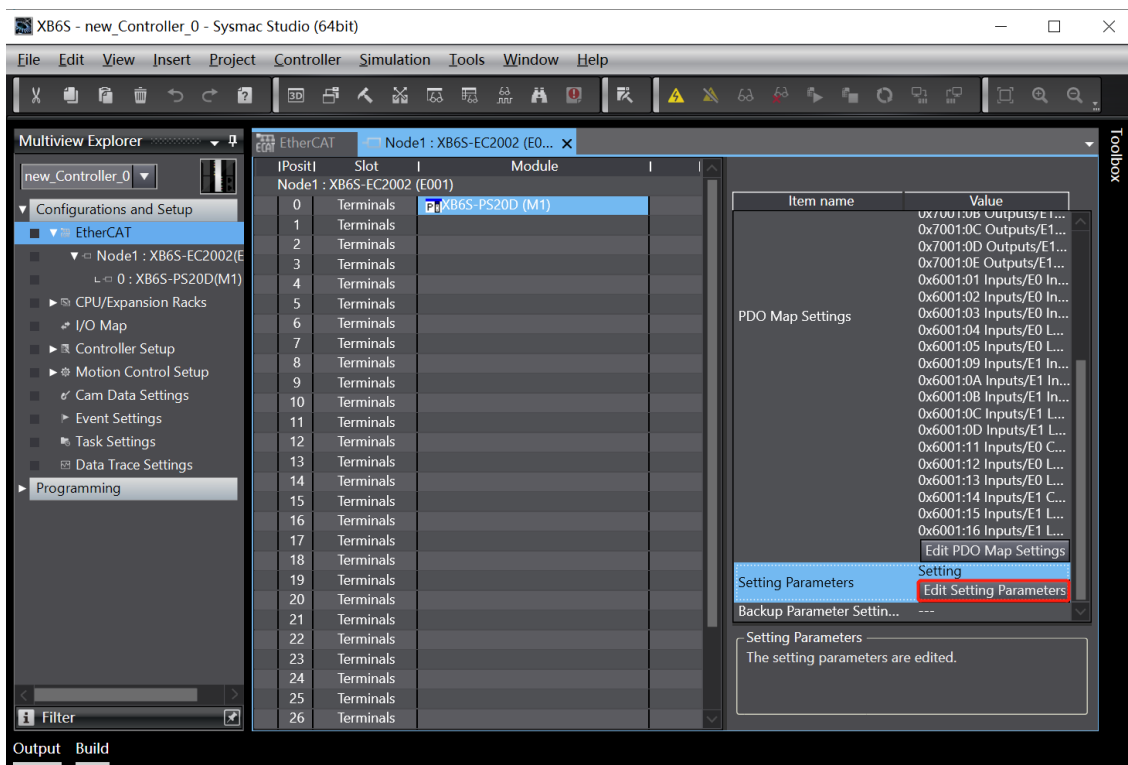 XB6S - new_Controller_0 - Sysmac Studio (64bit)
File Edit View Insert Project Controller Simulation Tools Window Help
Multiview Explorer
new_Controller_0
Configurations and Setup
EtherCAT
Node1 : XB6S-EC2002(E
0 : XB6S-PS20D(M1)
CPU/Expansion Racks
I/O Map
Controller Setup
Motion Control Setup
Cam Data Settings
Event Settings
Task Settings
Data Trace Settings
Programming
Filter
EtherCAT
Node1 : XB6S-EC2002 (E0...
|Posit| Slot | Module | |
Node1 : XB6S-EC2002 (E001)
0 Terminals XB6S-PS20D (M1)
1 Terminals
2 Terminals
3 Terminals
4 Terminals
5 Terminals
6 Terminals
7 Terminals
8 Terminals
9 Terminals
10 Terminals
11 Terminals
12 Terminals
13 Terminals
14 Terminals
15 Terminals
16 Terminals
17 Terminals
18 Terminals
19 Terminals
20 Terminals
21 Terminals
22 Terminals
23 Terminals
24 Terminals
25 Terminals
26 Terminals
Item name Value
PDO Map Settings
0x7001:0B Outputs/E1...
0x7001:0C Outputs/E1...
0x7001:0D Outputs/E1...
0x7001:0E Outputs/E1...
0x6001:01 Inputs/E0 In...
0x6001:02 Inputs/E0 In...
0x6001:03 Inputs/E0 In...
0x6001:04 Inputs/E0 L...
0x6001:05 Inputs/E0 L...
0x6001:09 Inputs/E1 In...
0x6001:0A Inputs/E1 In...
0x6001:0B Inputs/E1 In...
0x6001:0C Inputs/E1 L...
0x6001:0D Inputs/E1 L...
0x6001:11 Inputs/E0 C...
0x6001:12 Inputs/E0 L...
0x6001:13 Inputs/E0 L...
0x6001:14 Inputs/E1 C...
0x6001:15 Inputs/E1 L...
0x6001:16 Inputs/E1 L...
Edit PDO Map Settings
Setting Parameters
Setting
Edit Setting Parameters
Backup Parameter Settin... ---
Setting Parameters
The setting parameters are edited.
Toolbox
Output Build